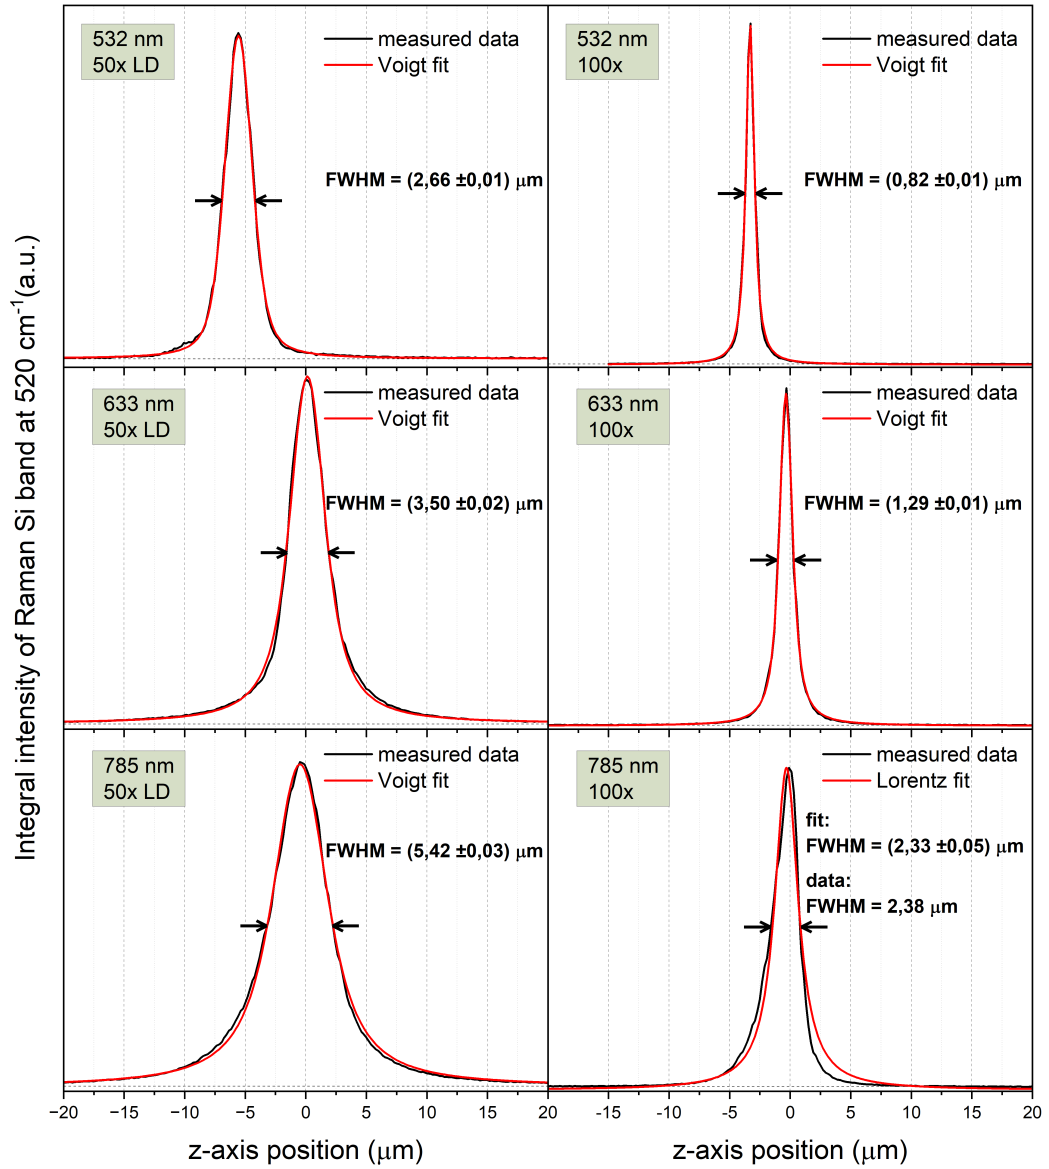 Integral intensity of Raman Si band at 520 cm⁻¹(a.u.)
532 nm
50x LD
measured data
Voigt fit
FWHM = (2,66 ±0,01) μm
532 nm
100x
measured data
Voigt fit
FWHM = (0,82 ±0,01) μm
633 nm
50x LD
measured data
Voigt fit
FWHM = (3,50 ±0,02) μm
633 nm
100x
measured data
Voigt fit
FWHM = (1,29 ±0,01) μm
785 nm
50x LD
measured data
Voigt fit
FWHM = (5,42 ±0,03) μm
785 nm
100x
measured data
Lorentz fit
fit:
FWHM = (2,33 ±0,05) μm
data:
FWHM = 2,38 μm
−20 −15 −10 −5 0 5 10 15 20
-15 -10 -5 0 5 10 15 20
z-axis position (μm)
z-axis position (μm)